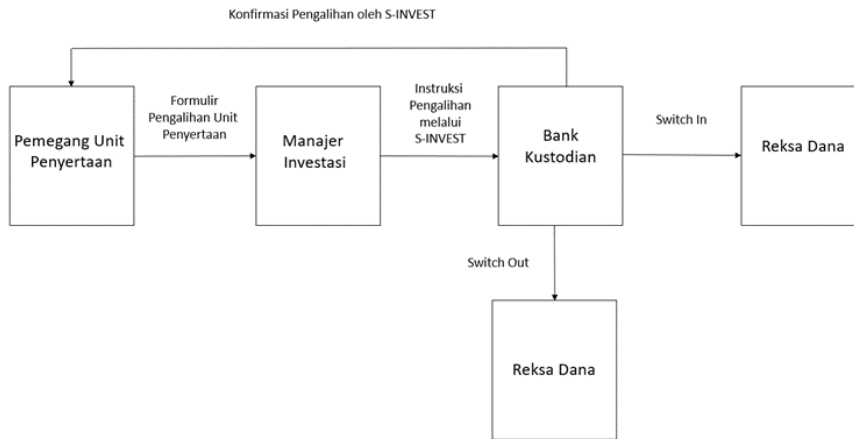 Konfirmasi Pengalihan oleh S-INVEST
Pemegang Unit
Penyertaan
Formulir
Pengalihan Unit
Penyertaan
Manajer
Investasi
Instruksi
Pengalihan
melalui
S-INVEST
Bank
Kustodian
Switch In
Reksa Dana
Switch Out
Reksa Dana